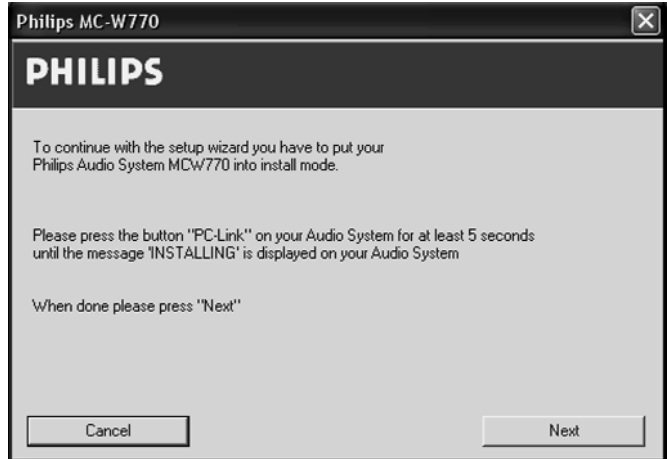 Philips MC-W770
PHILIPS
To continue with the setup wizard you have to put your
Philips Audio System MCW770 into install mode.
Please press the button "PC-Link" on your Audio System for at least 5 seconds
until the message 'INSTALLING' is displayed on your Audio System
When done please press "Next"
Cancel Next